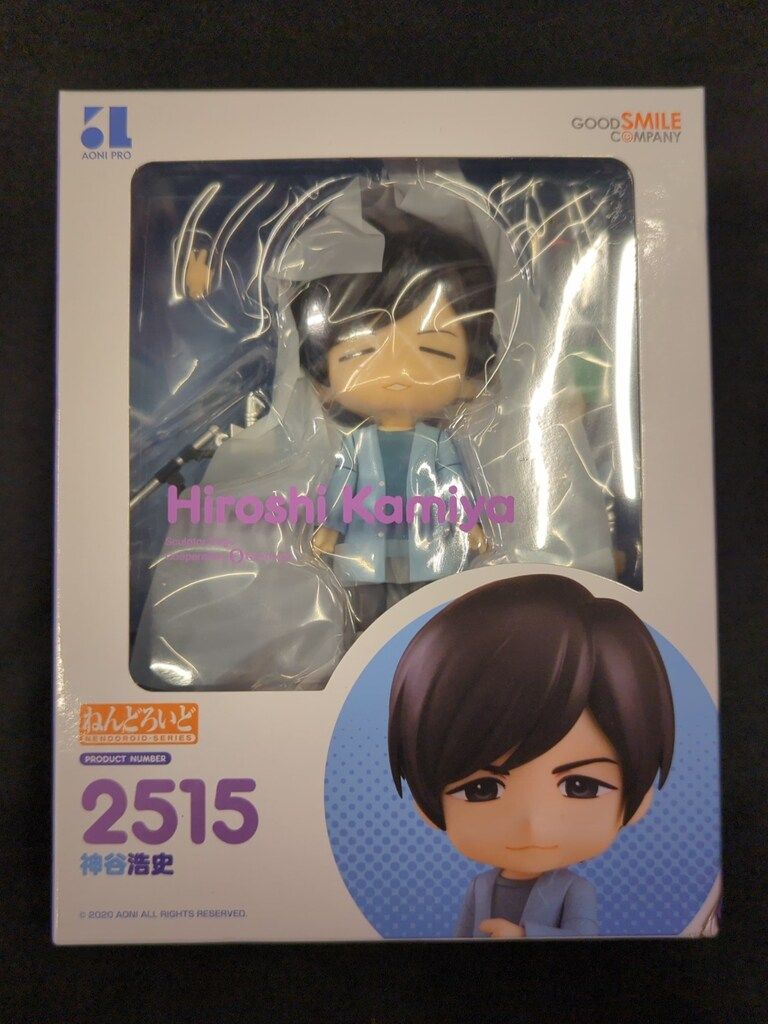 AONI PRO
GOODSMILE
COMPANY
Hiroshi Kamiya
ねんどろいど
NENDOROID-SERIES
PRODUCT NUMBER
2515
神谷浩史
© 2020 AONI ALL RIGHTS RESERVED.